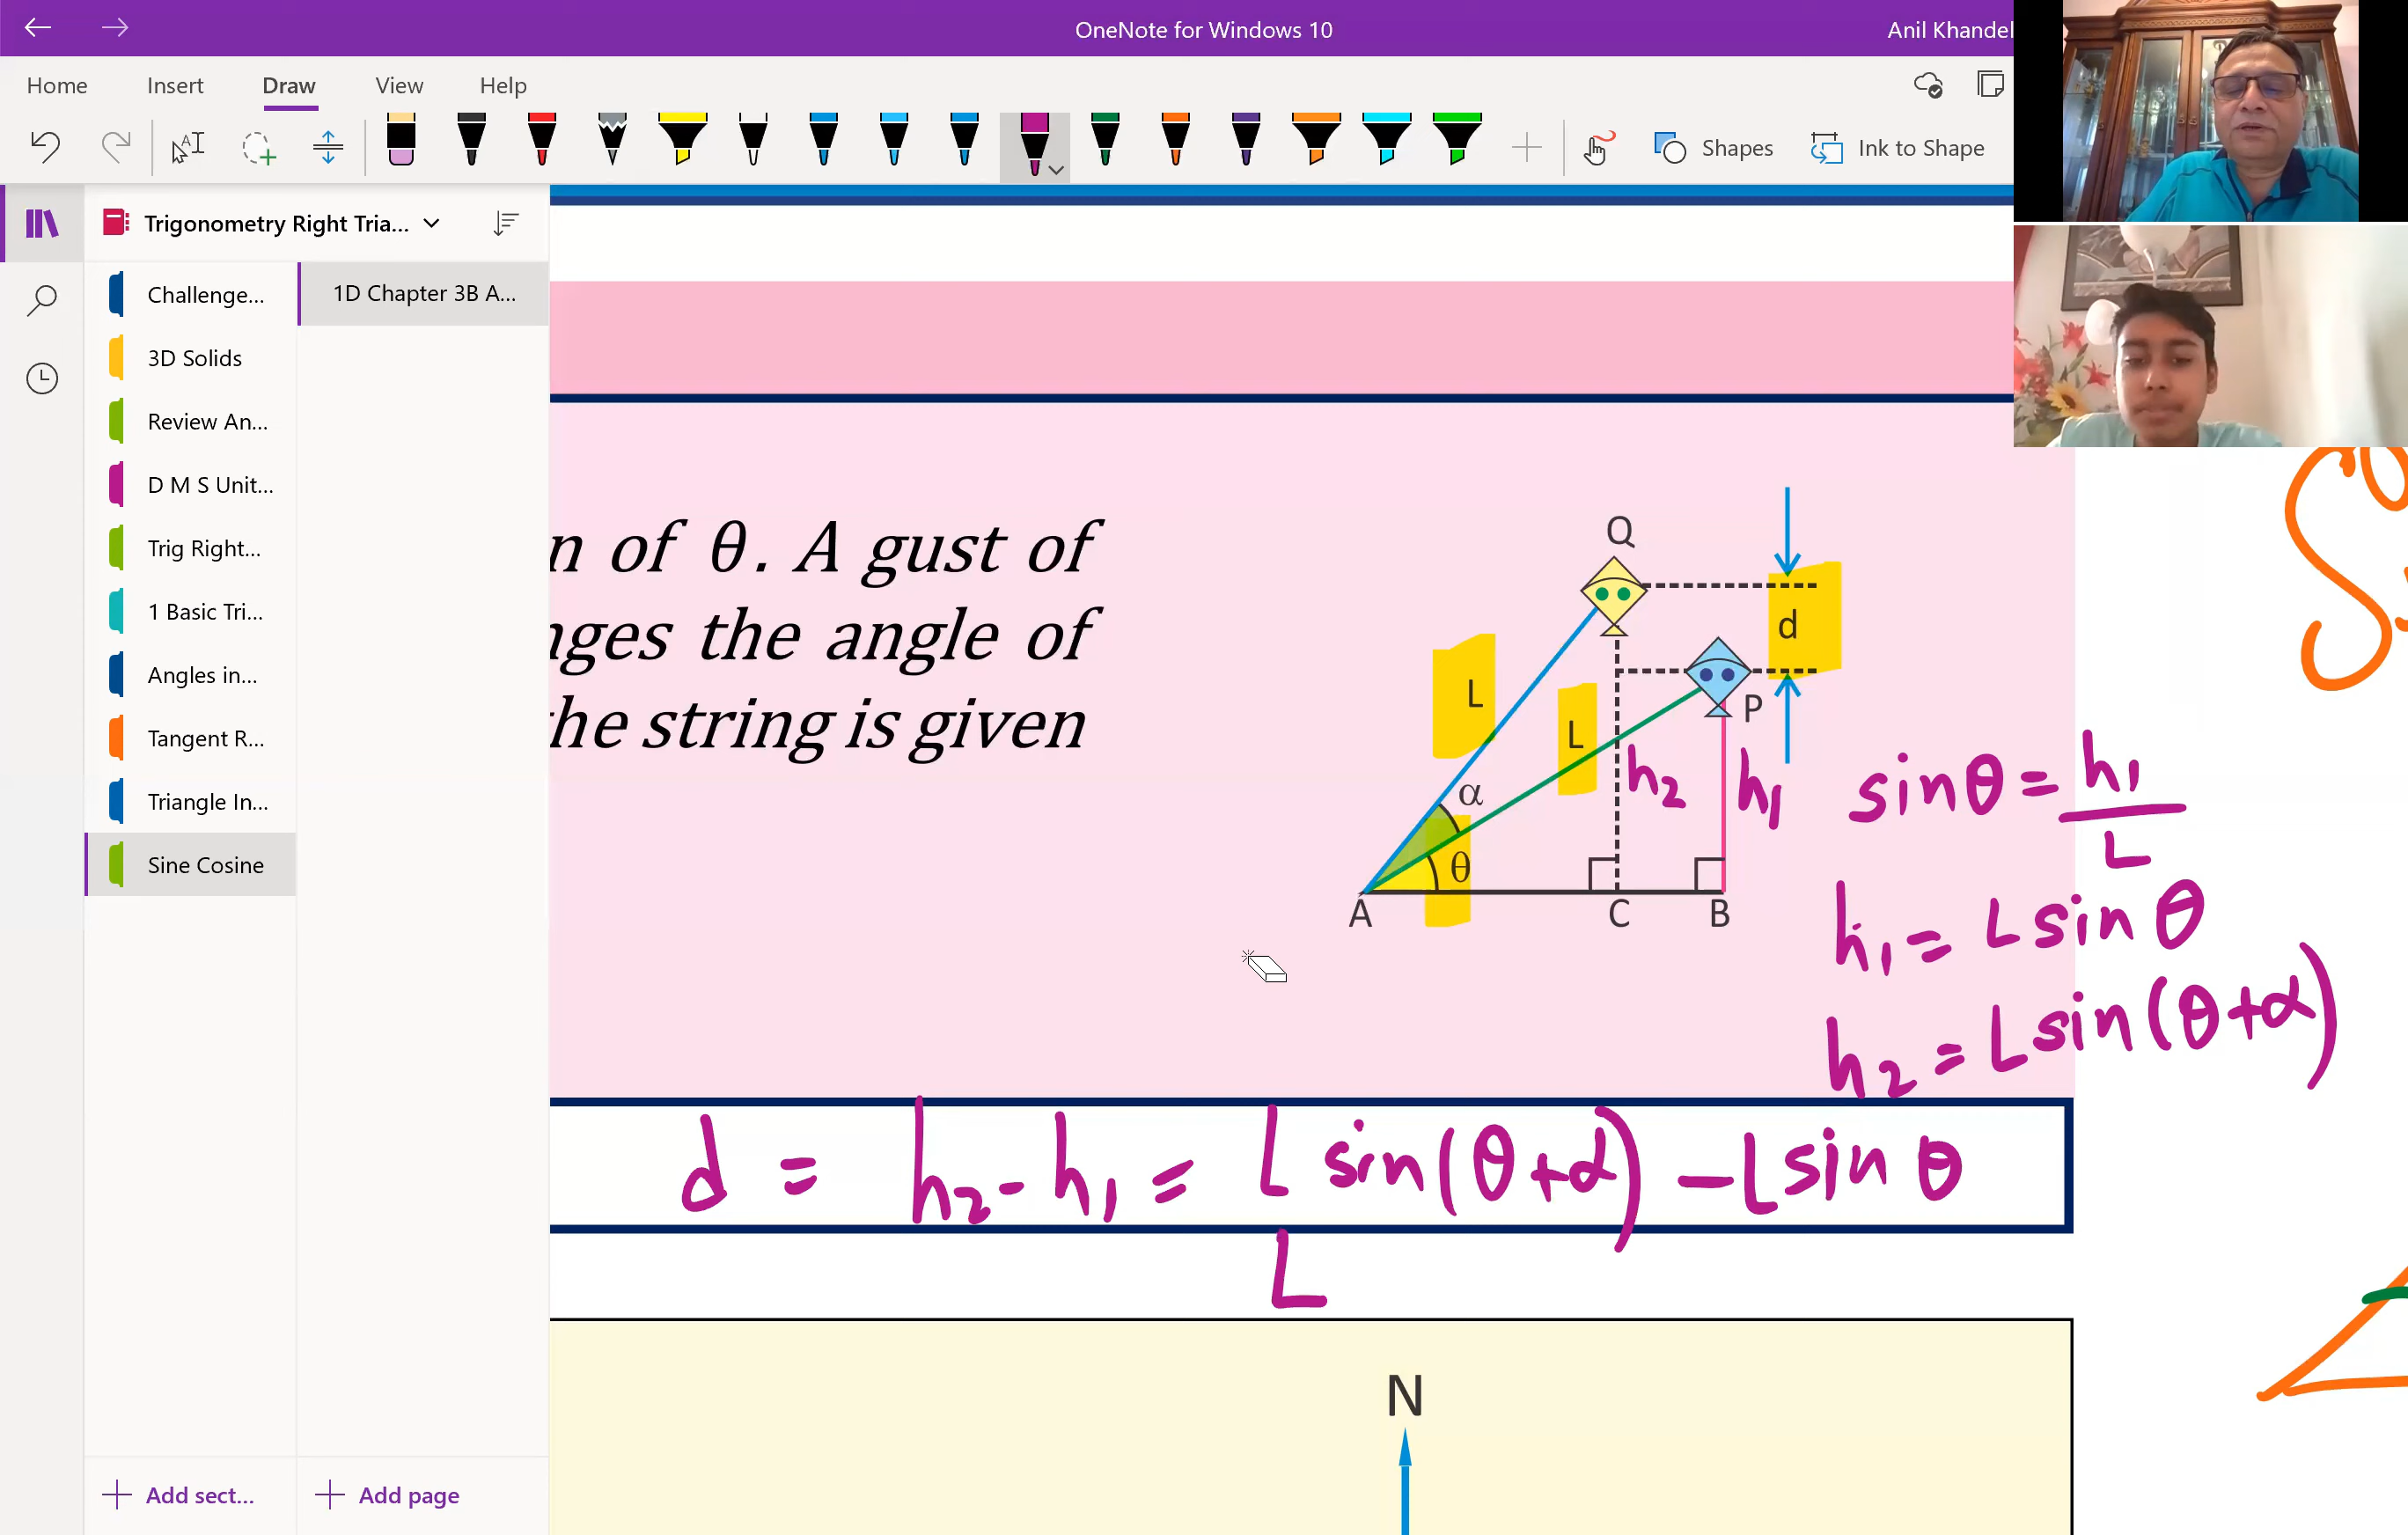 OneNote for Windows 10
Anil Khandel
Home Insert Draw View Help
Shapes Ink to Shape
Trigonometry Right Tria...
Challenge...
3D Solids
Review An...
D M S Unit...
Trig Right...
1 Basic Tri...
Angles in...
Tangent R...
Triangle In...
Sine Cosine
1D Chapter 3B A...
n of θ. A gust of
nges the angle of
the string is given
Q
d
L
L
P
h₂ h₁
α
θ
A C B
sinθ = h₁/L
h₁ = L sin θ
h₂ = L sin(θ+α)
d = h₂ - h₁ = L sin(θ+α) - L sin θ
L
N
Add sect... Add page